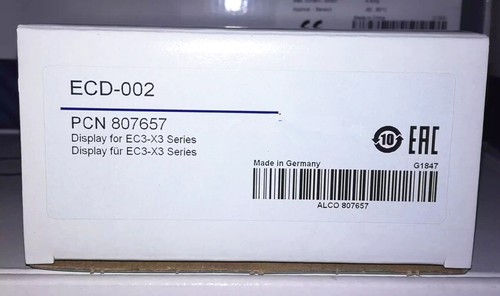 ECD-002
PCN 807657
Display for EC3-X3 Series
Display für EC3-X3 Series
10 EAC
Made in Germany G1847
ALCO 807657